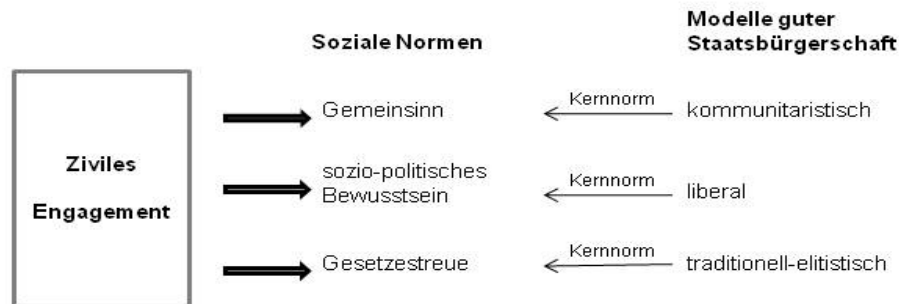 Soziale Normen
Modelle guter
Staatsbürgerschaft
Ziviles
Engagement
Gemeinsinn
Kernnorm
kommunitaristisch
sozio-politisches
Bewusstsein
Kernnorm
liberal
Gesetzestreue
Kernnorm
traditionell-elitistisch